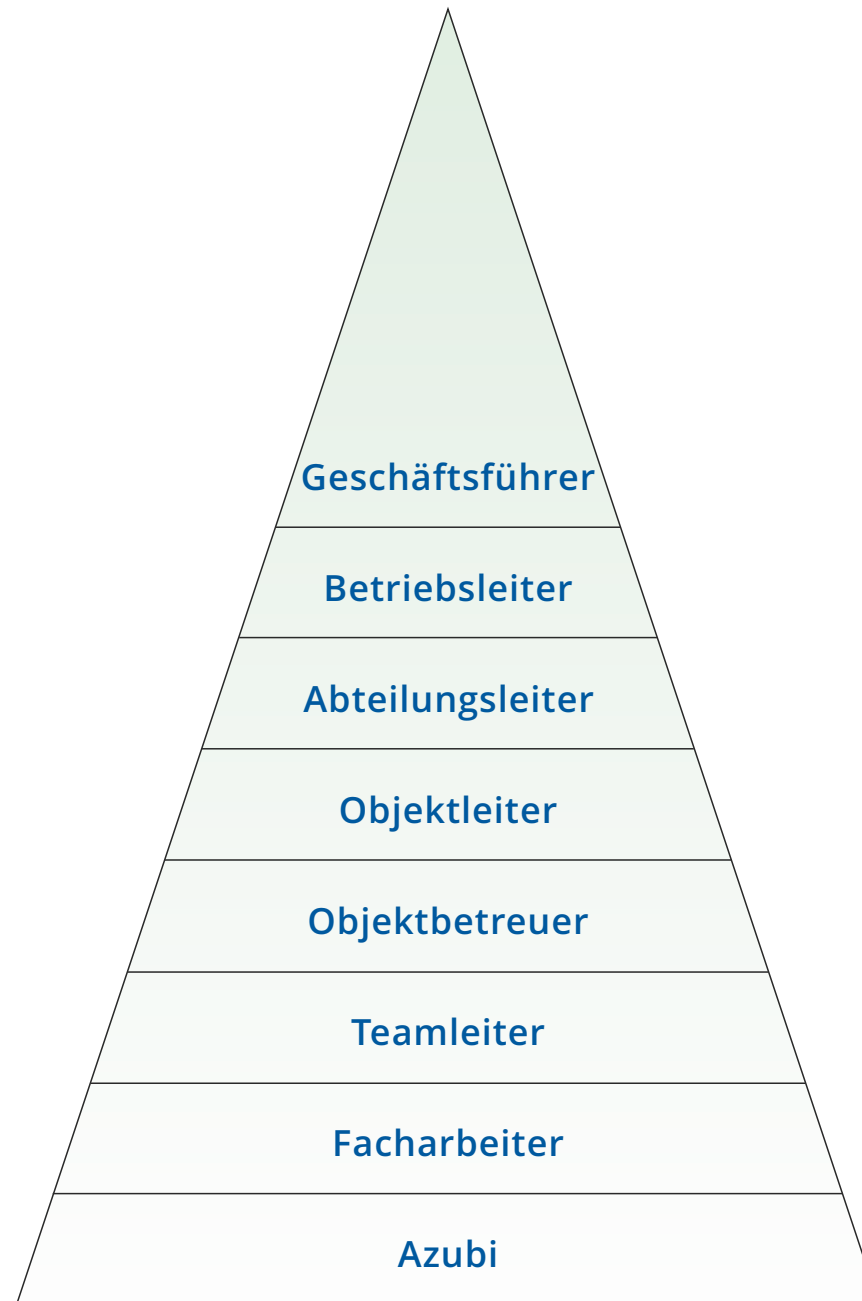 Geschäftsführer
Betriebsleiter
Abteilungsleiter
Objektleiter
Objektbetreuer
Teamleiter
Facharbeiter
Azubi